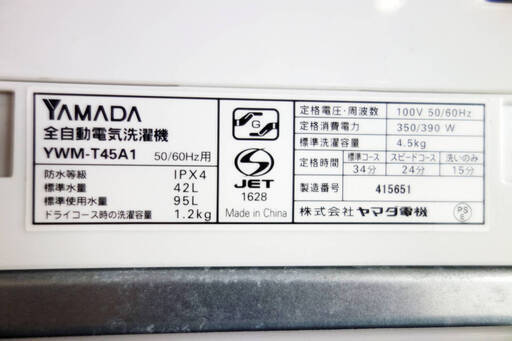 YAMADA
全自動電気洗濯機
YWM-T45A1 50/60Hz用
防水等級 IPX4
標準水量 42L
標準使用水量 95L
ドライコース時の洗濯容量 1.2kg
G
S
JET
1628
Made in China
定格電圧・周波数 100V 50/60Hz
定格消費電力 350/390 W
標準洗濯容量 4.5kg
定格時間 標準コース スピードコース 洗いのみ
34分 24分 15分
製造番号 415651
株式会社 ヤマダ電機
PS
E